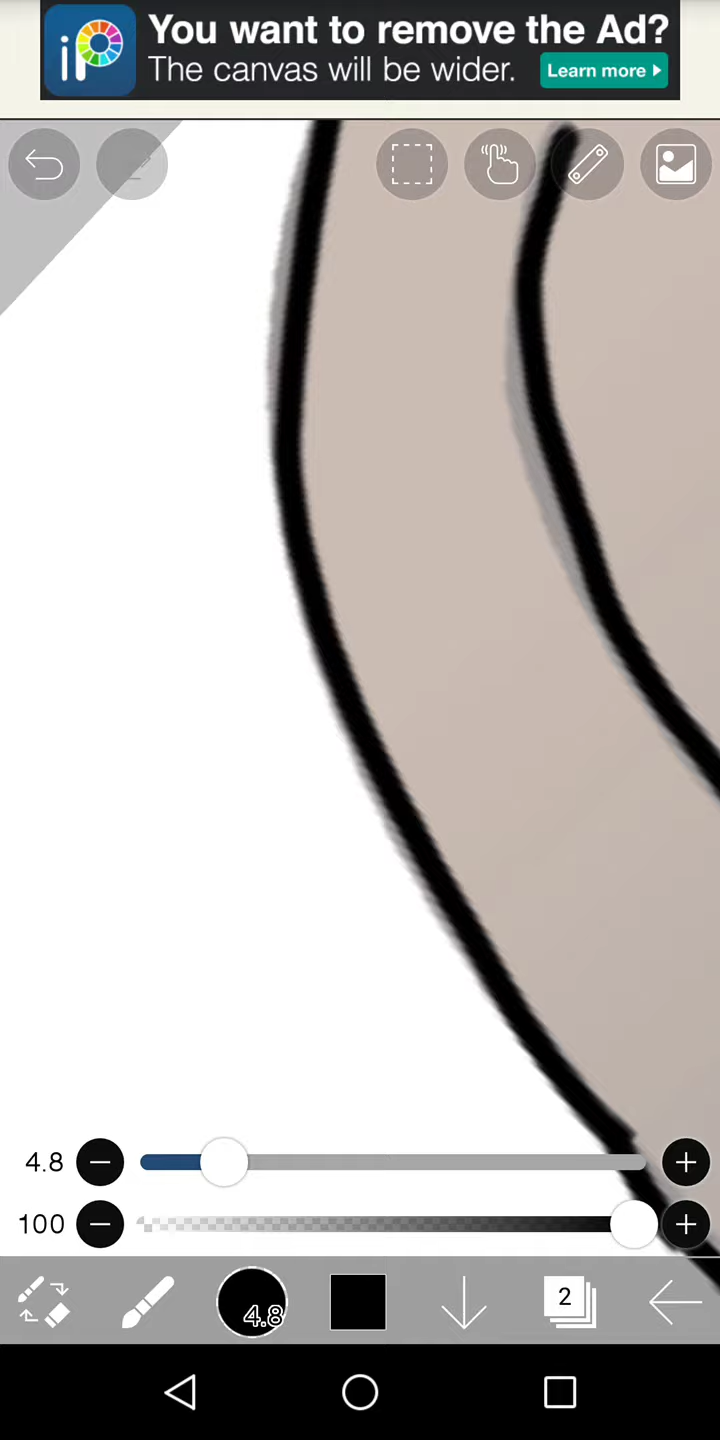 iP
You want to remove the Ad?
The canvas will be wider.
Learn more
4.8
100
4.8
2